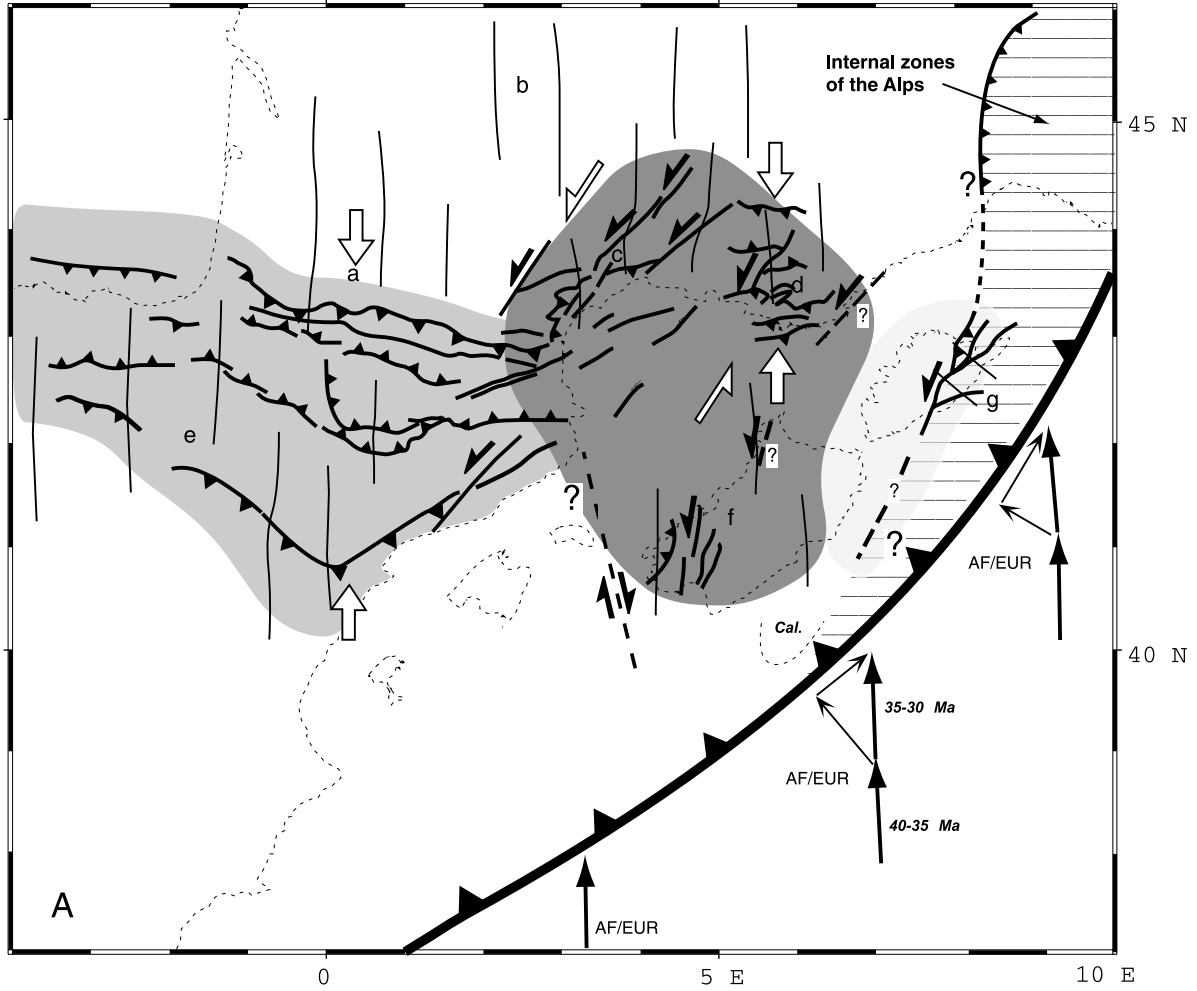 b
Internal zones
of the Alps
45 N
?
a
c
d
?
e
g
?
?
?
f
?
AF/EUR
Cal.
40 N
35-30 Ma
AF/EUR
40-35 Ma
A
AF/EUR
0
5 E
10 E